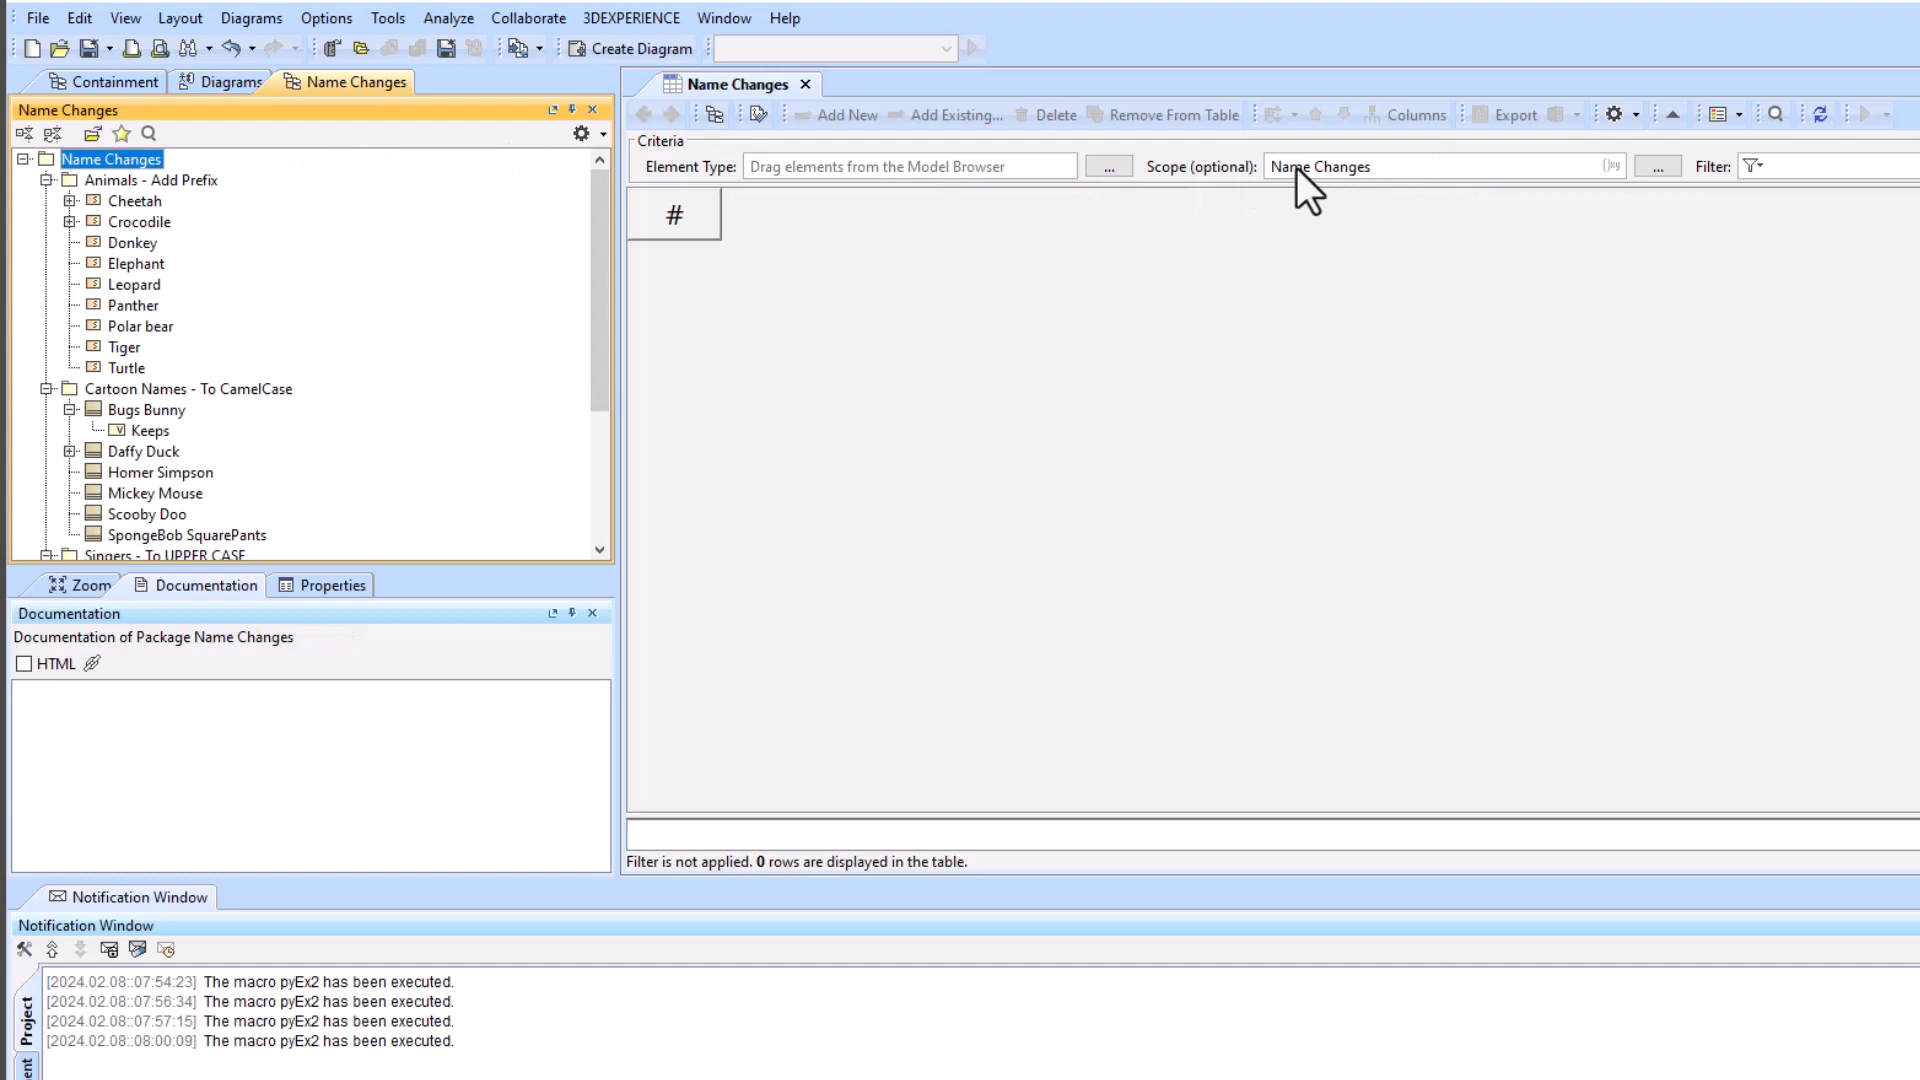 File Edit View Layout Diagrams Options Tools Analyze Collaborate 3DEXPERIENCE Window Help
Create Diagram
Containment Diagrams Name Changes
Name Changes
Name Changes
Animals - Add Prefix
Cheetah
Crocodile
Donkey
Elephant
Leopard
Panther
Polar bear
Tiger
Turtle
Cartoon Names - To CamelCase
Bugs Bunny
V Keeps
Daffy Duck
Homer Simpson
Mickey Mouse
Scooby Doo
SpongeBob SquarePants
Singers - To UPPER CASE
Zoom Documentation Properties
Documentation
Documentation of Package Name Changes
HTML
Name Changes
Add New Add Existing... Delete Remove From Table Columns Export
Criteria
Element Type: Drag elements from the Model Browser ... Scope (optional): Name Changes ... Filter:
#
Filter is not applied. 0 rows are displayed in the table.
Notification Window
Notification Window
Project
[2024.02.08::07:54:23] The macro pyEx2 has been executed.
[2024.02.08::07:56:34] The macro pyEx2 has been executed.
[2024.02.08::07:57:15] The macro pyEx2 has been executed.
[2024.02.08::08:00:09] The macro pyEx2 has been executed.